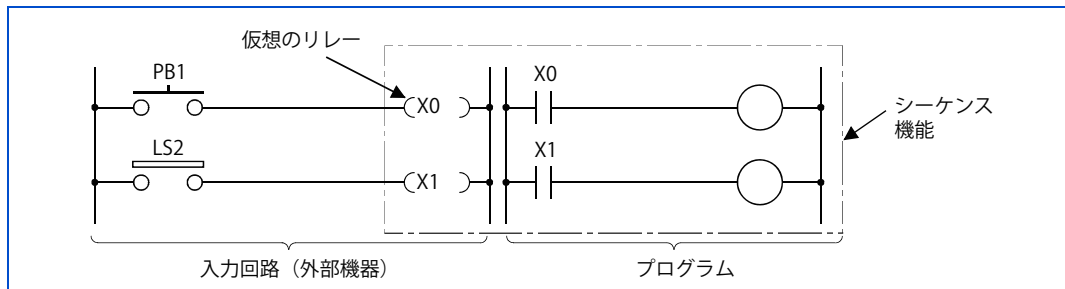 仮想のリレー
PB1
X0
X0
シーケンス
機能
LS2
X1
X1
入力回路（外部機器）
プログラム